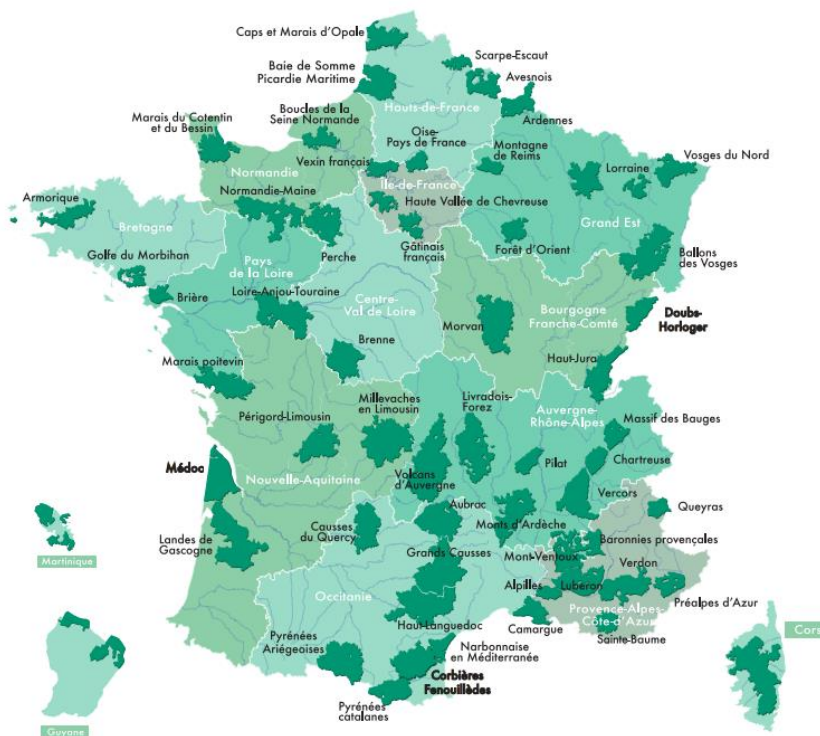 Caps et Marais d'Opale
Scarpe-Escaut
Baie de Somme
Picardie Maritime
Avesnois
Hauts-de-France
Ardennes
Marais du Cotentin
et du Bessin
Boucles de la
Seine Normande
Oise-
Pays de France
Montagne
de Reims
Vosges du Nord
Lorraine
Vexin français
Normandie
Île-de-France
Normandie-Maine
Haute Vallée de Chevreuse
Armorique
Grand Est
Bretagne
Gâtinais
français
Forêt d'Orient
Perche
Ballons
des Vosges
Golfe du Morbihan
Pays
de la Loire
Brière
Loire-Anjou-Touraine
Centre-
Val de Loire
Bourgogne
Franche-Comté
Doubs-
Horloger
Morvan
Brenne
Haut-Jura
Marais poitevin
Millevaches
en Limousin
Livradois-
Forez
Périgord-Limousin
Auvergne-
Rhône-Alpes
Massif des Bauges
Chartreuse
Médoc
Pilat
Nouvelle-Aquitaine
Volcans
d'Auvergne
Vercors
Queyras
Aubrac
Landes de
Gascogne
Causses
du Quercy
Monts d'Ardèche
Baronnies provençales
Grands Causses
Mont-Ventoux
Verdon
Martinique
Alpilles
Luberon
Occitanie
Préalpes d'Azur
Provence-Alpes-
Côte-d'Azur
Haut-Languedoc
Camargue
Sainte-Baume
Cors
Pyrénées
Ariégeoises
Narbonnaise
en Méditerranée
Corbières
Fenouillèdes
Pyrénées
catalanes
Guyane